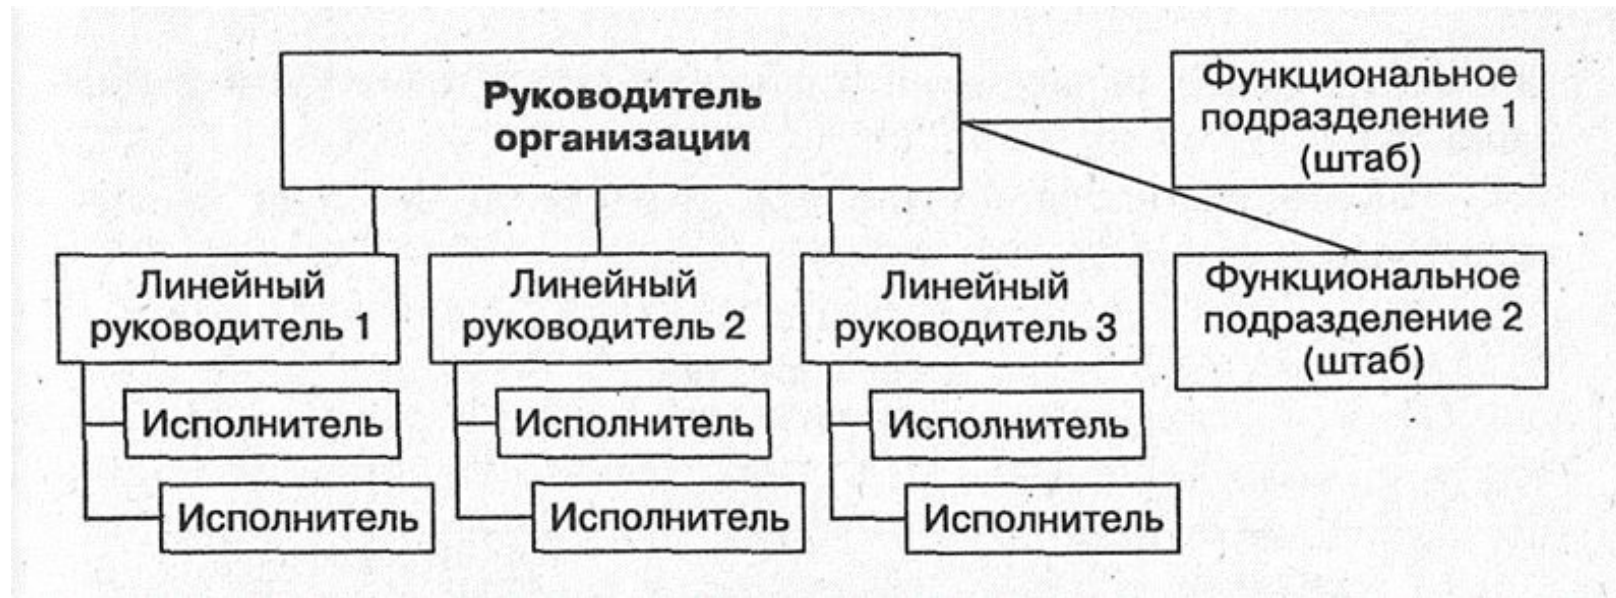 Руководитель
организации
Функциональное
подразделение 1
(штаб)
Линейный
руководитель 1
Линейный
руководитель 2
Линейный
руководитель 3
Функциональное
подразделение 2
(штаб)
Исполнитель
Исполнитель
Исполнитель
Исполнитель
Исполнитель
Исполнитель